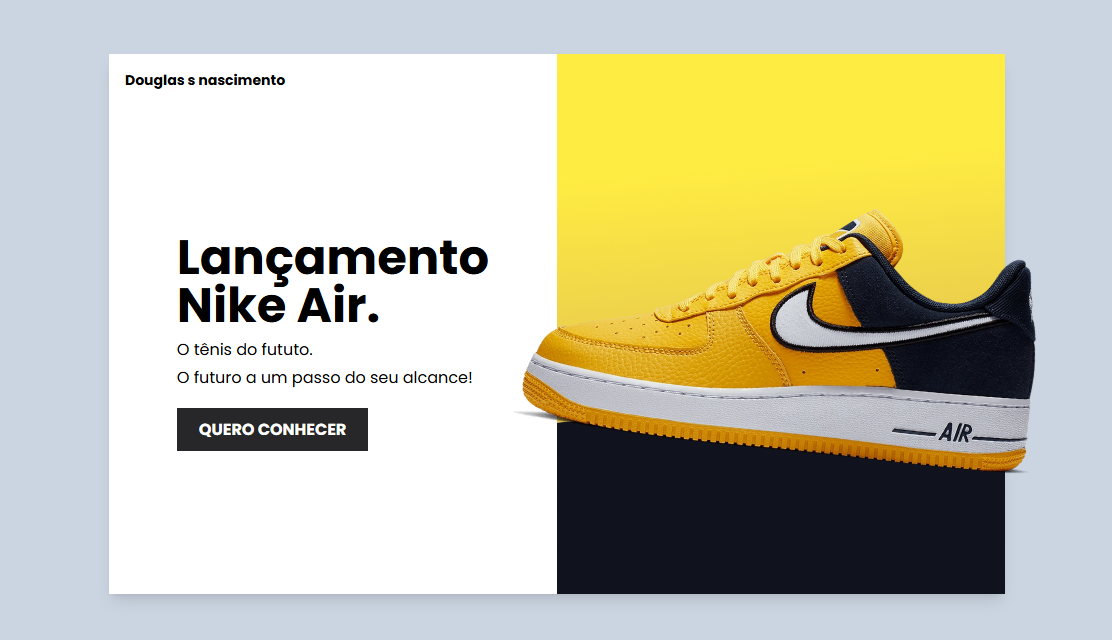 Douglas s nascimento
Lançamento
Nike Air.
O tênis do fututo.
O futuro a um passo do seu alcance!
QUERO CONHECER
AIR